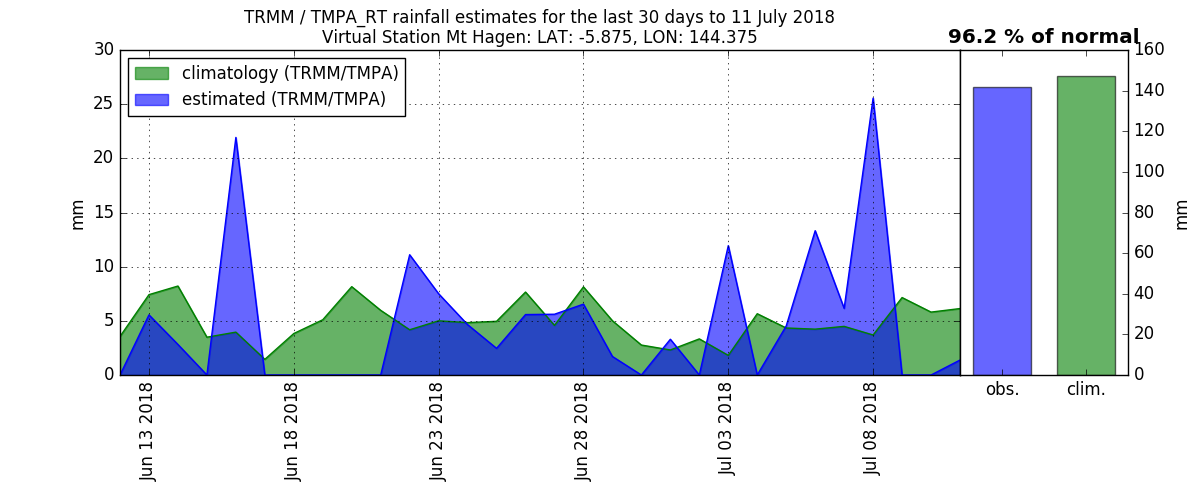 TRMM / TMPA_RT rainfall estimates for the last 30 days to 11 July 2018
Virtual Station Mt Hagen: LAT: -5.875, LON: 144.375
96.2 % of normal
climatology (TRMM/TMPA)
estimated (TRMM/TMPA)
30
25
20
15
10
5
0
mm
160
140
120
100
80
60
40
20
0
mm
Jun 13 2018
Jun 18 2018
Jun 23 2018
Jun 28 2018
Jul 03 2018
Jul 08 2018
obs.
clim.